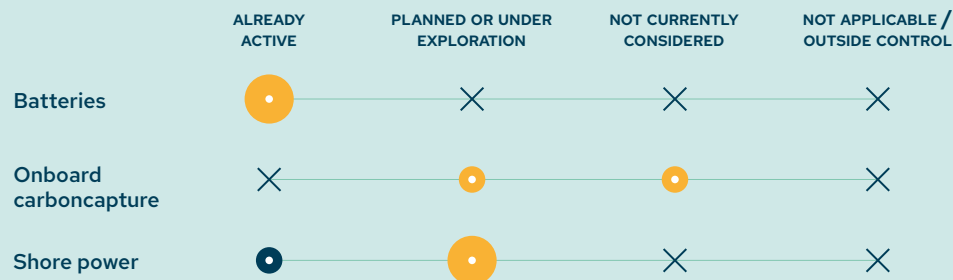 ALREADY
ACTIVE
PLANNED OR UNDER
EXPLORATION
NOT CURRENTLY
CONSIDERED
NOT APPLICABLE /
OUTSIDE CONTROL
Batteries
Onboard
carboncapture
Shore power